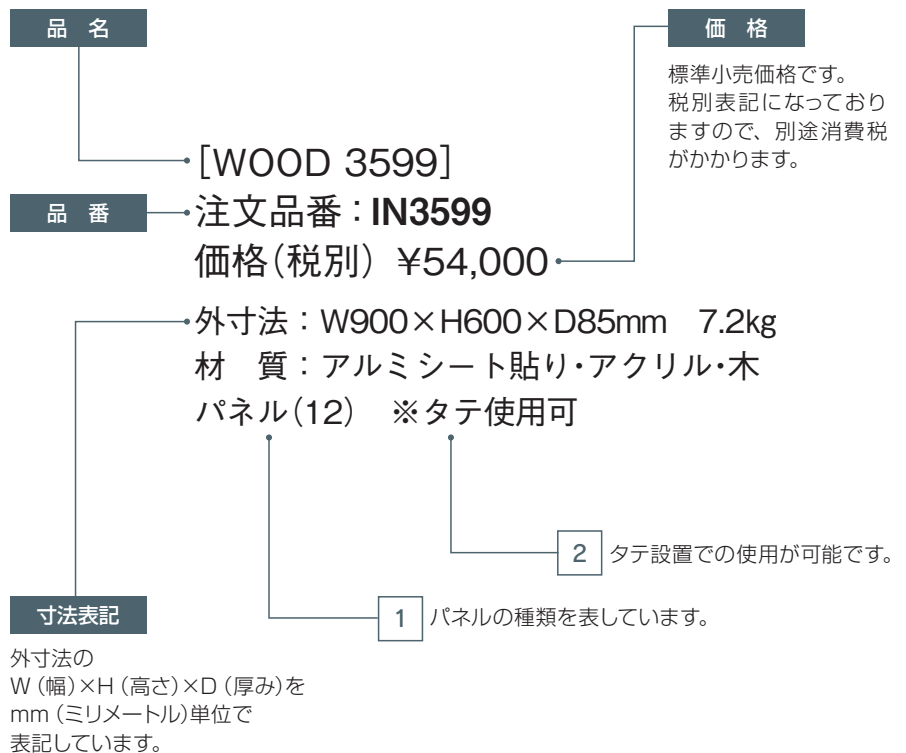 品 名
価 格
標準小売価格です。
税別表記になっており
ますので、別途消費税
がかかります。
[WOOD 3599]
品 番
注文品番：IN3599
価格(税別) ¥54,000
外寸法：W900×H600×D85mm 7.2kg
材 質：アルミシート貼り・アクリル・木
パネル(12) ※タテ使用可
2 タテ設置での使用が可能です。
1 パネルの種類を表しています。
寸法表記
外寸法の
W (幅)×H (高さ)×D (厚み)を
mm (ミリメートル)単位で
表記しています。